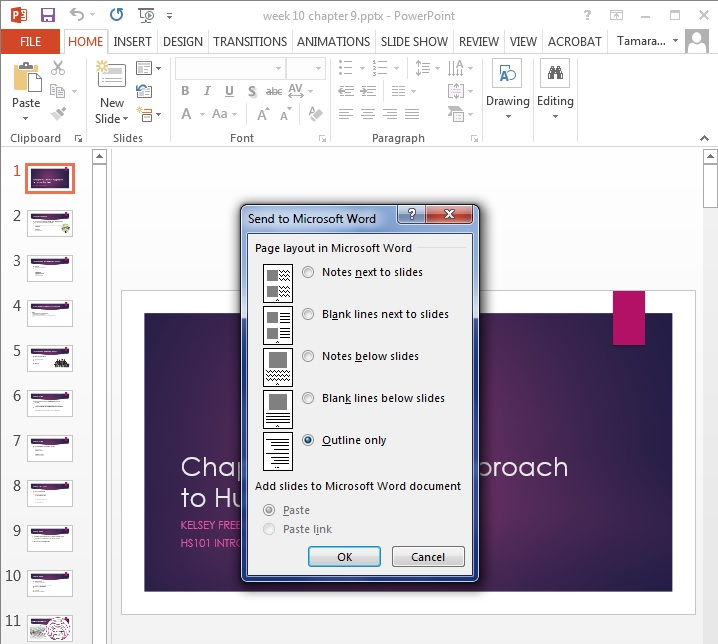 week 10 chapter 9.pptx - PowerPoint
FILE HOME INSERT DESIGN TRANSITIONS ANIMATIONS SLIDE SHOW REVIEW VIEW ACROBAT Tamara...
Paste
New
Slide
B I U S abc AV
A Aa A A
Drawing
Editing
Clipboard Slides Font Paragraph
1
2
3
4
5
6
7
8
9
10
11
Send to Microsoft Word
Page layout in Microsoft Word
Notes next to slides
Blank lines next to slides
Notes below slides
Blank lines below slides
Outline only
Add slides to Microsoft Word document
Paste
Paste link
OK Cancel
Chap proach
to Hu
KELSEY FREE
HS101 INTRO